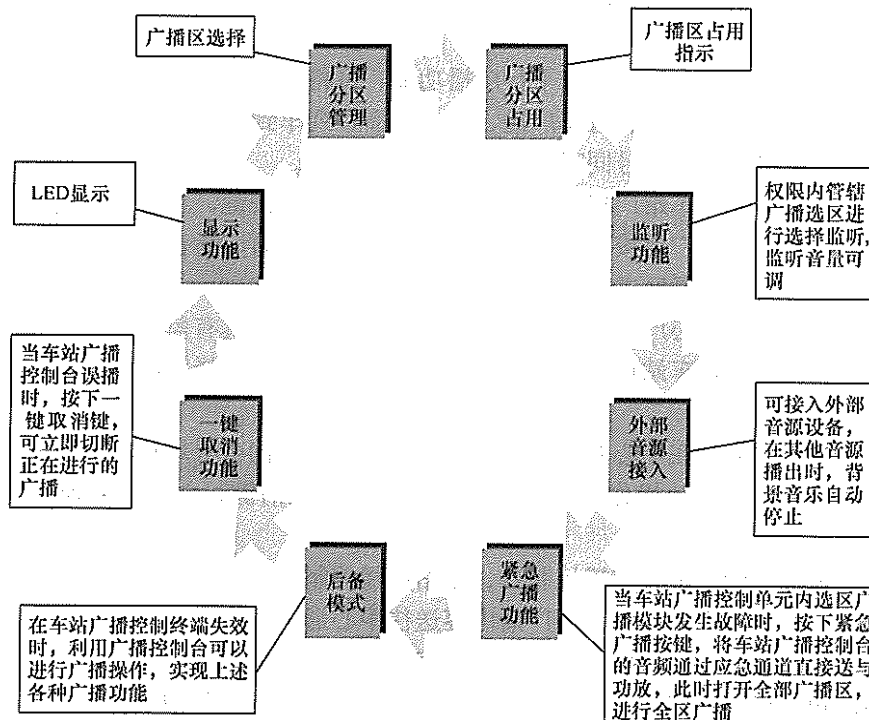 广播区选择
广播
分区
管理
广播
分区
占用
广播区占用
指示
LED显示
显示
功能
监听
功能
权限内管辖
广播选区进
行选择监听,
监听音量可
调
当车站广播
控制台误播
时，按下一
键取消键，
可立即切断
正在进行的
广播
一键
取消
功能
外部
音源
接入
可接入外部
音源设备，
在其他音源
播出时，背
景音乐自动
停止
后备
模式
紧急
广播
功能
在车站广播控制终端失效
时，利用广播控制台可以
进行广播操作，实现上述
各种广播功能
当车站广播控制单元内选区广
播模块发生故障时，按下紧急
广播按键，将车站广播控制台
的音频通过应急通道直接送与
功放，此时打开全部广播区，
进行全区广播